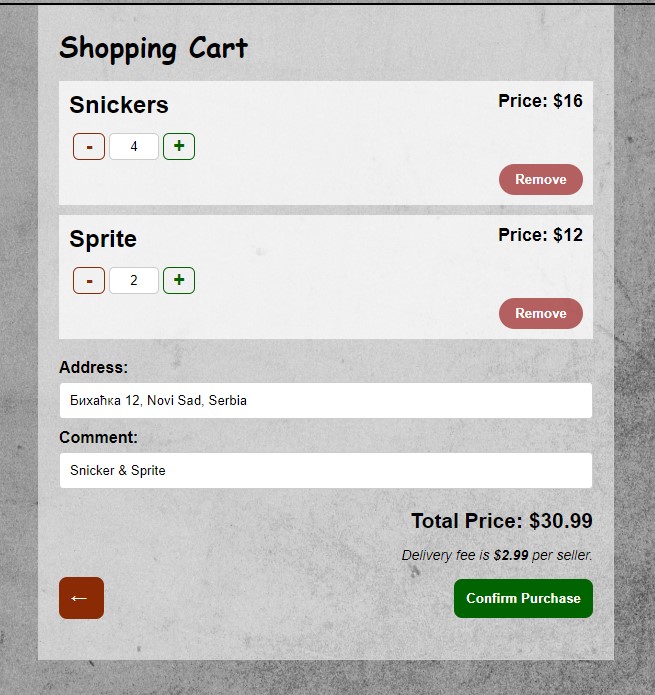 Shopping Cart
Snickers
Price: $16
- 4 +
Remove
Sprite
Price: $12
- 2 +
Remove
Address:
Бихаћка 12, Novi Sad, Serbia
Comment:
Snicker & Sprite
Total Price: $30.99
Delivery fee is $2.99 per seller.
← Confirm Purchase